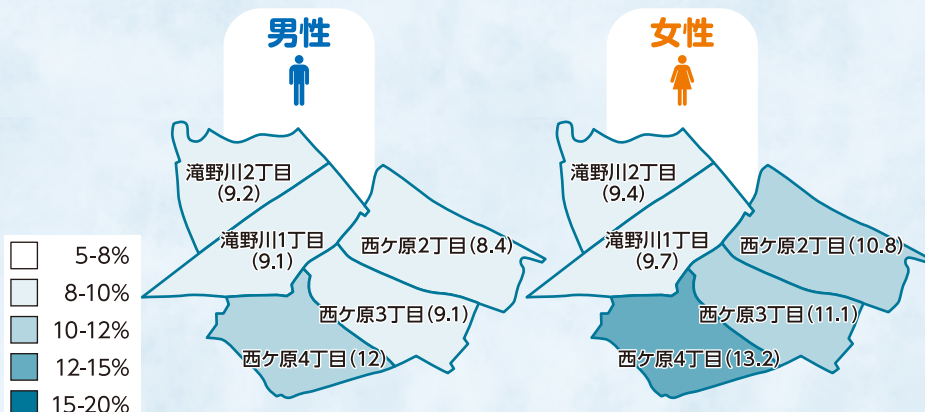 男性
女性
滝野川2丁目
(9.2)
滝野川1丁目
(9.1)
西ケ原2丁目(8.4)
西ケ原3丁目(9.1)
西ケ原4丁目(12)
滝野川2丁目
(9.4)
滝野川1丁目
(9.7)
西ケ原2丁目(10.8)
西ケ原3丁目(11.1)
西ケ原4丁目(13.2)
5-8%
8-10%
10-12%
12-15%
15-20%